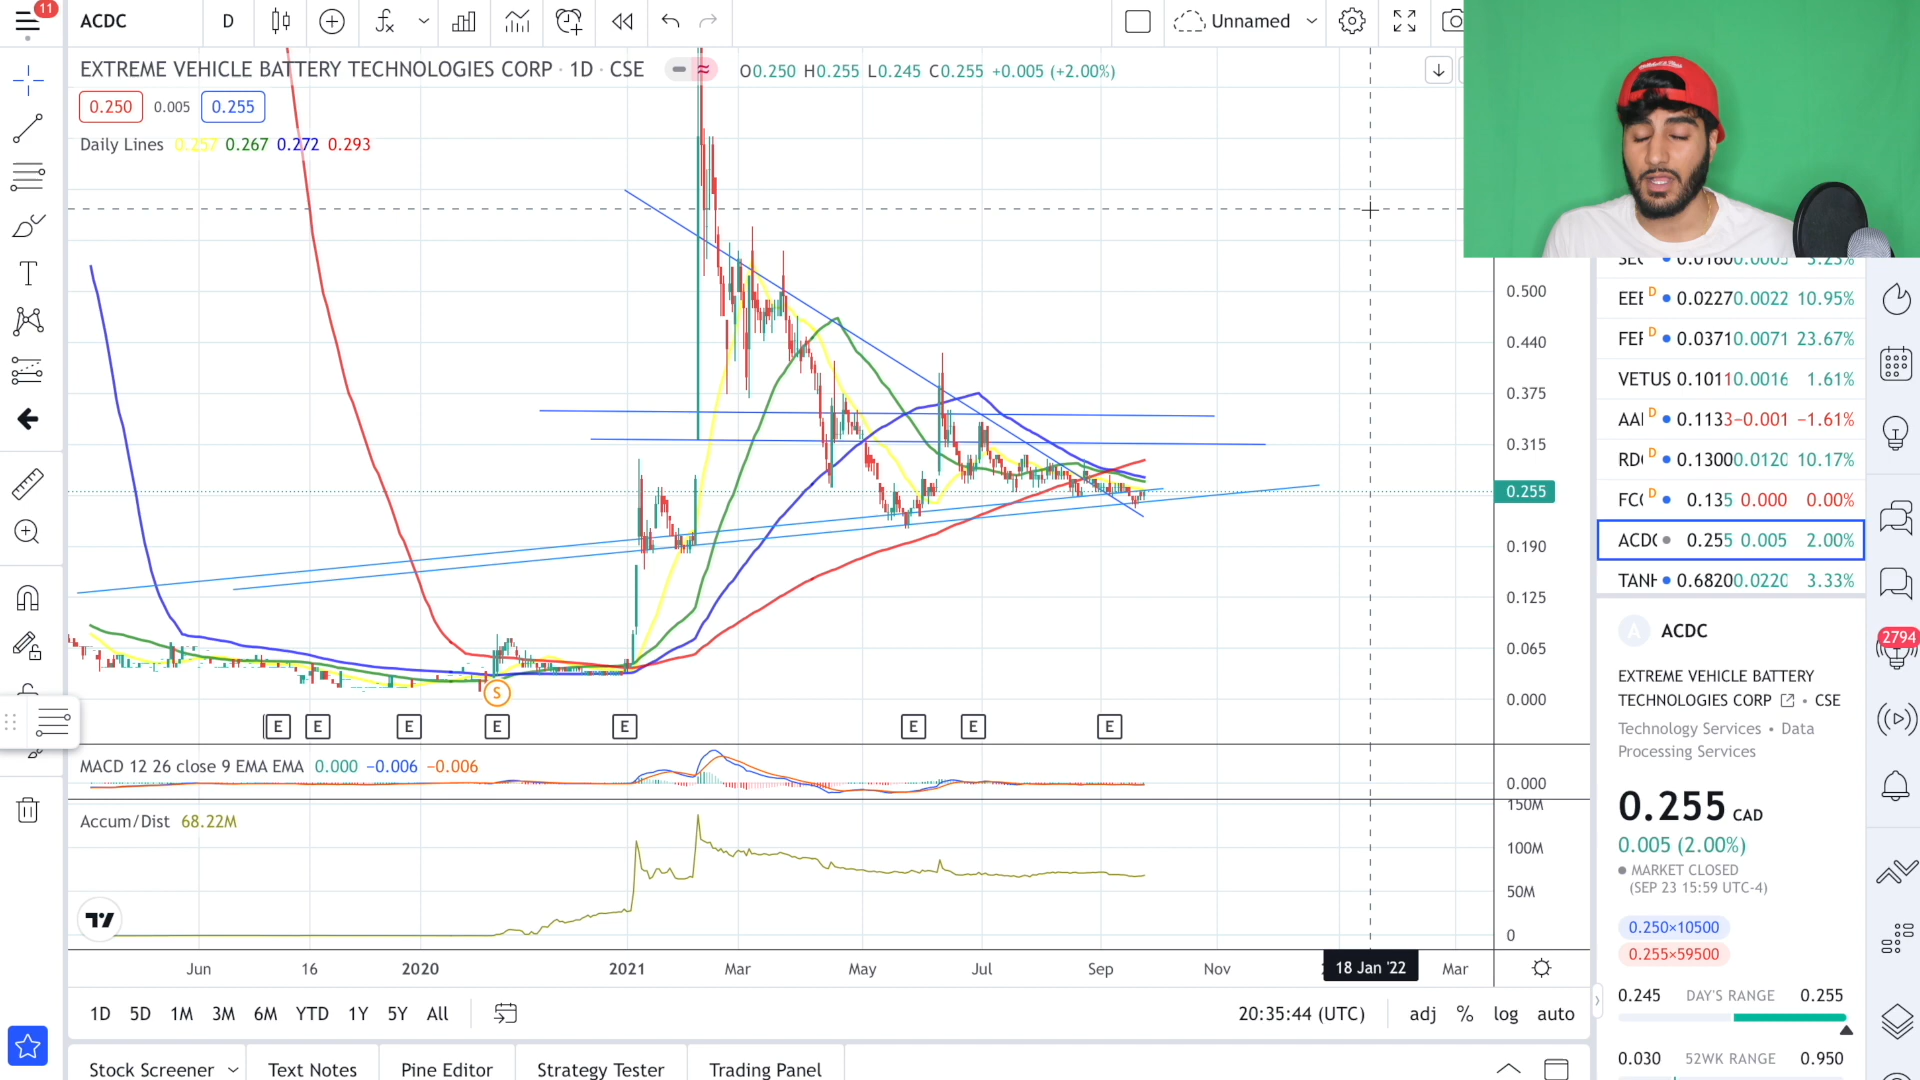 11
ACDC D Unnamed
EXTREME VEHICLE BATTERY TECHNOLOGIES CORP · 1D · CSE O0.250 H0.255 L0.245 C0.255 +0.005 (+2.00%)
0.250 0.005 0.255
Daily Lines 0.257 0.267 0.272 0.293
0.500
0.440
0.375
0.315
0.255
0.190
0.125
0.065
0.000
S
E E E E E E E E
MACD 12 26 close 9 EMA EMA 0.000 −0.006 −0.006
0.000
Accum/Dist 68.22M
150M
100M
50M
0
Jun 16 2020 2021 Mar May Jul Sep Nov 18 Jan '22 Mar
1D 5D 1M 3M 6M YTD 1Y 5Y All 20:35:44 (UTC) adj % log auto
Stock Screener Text Notes Pine Editor Strategy Tester Trading Panel
EEE D 0.0227 0.0022 10.95%
FEF D 0.0371 0.0071 23.67%
VETUS 0.1011 0.0016 1.61%
AAI D 0.1133 −0.001 −1.61%
D 0.1300 0.0120 10.17%
D 0.135 0.000 0.00%
ACDC 0.255 0.005 2.00%
0.6820 0.0220 3.33%
A ACDC
EXTREME VEHICLE BATTERY
TECHNOLOGIES CORP • CSE
Technology Services • Data
Processing Services
0.255 CAD
0.005 (2.00%)
MARKET CLOSED
(SEP 23 15:59 UTC-4)
0.250×10500
0.255×59500
0.245 DAY'S RANGE 0.255
0.030 52WK RANGE 0.950
2794